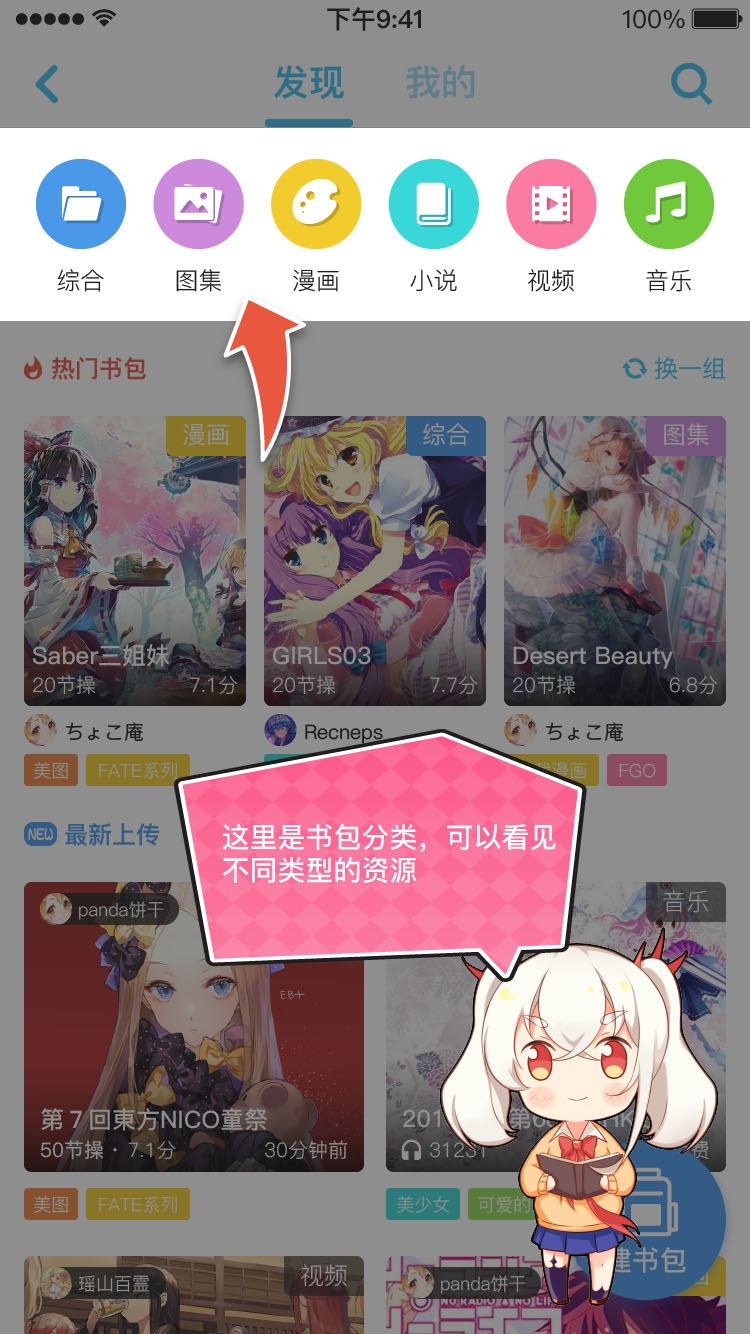 下午9:41
100%
发现
我的
综合
图集
漫画
小说
视频
音乐
热门书包
换一组
漫画
综合
图集
Saber三姐妹
GIRLS03
Desert Beauty
20节操
7.1分
20节操
7.7分
20节操
6.8分
ちょこ庵
Recneps
ちょこ庵
美图
FATE系列
漫画
FGO
这里是书包分类，可以看见
不同类型的资源
NEW
最新上传
panda饼干
音乐
EB+
第7回東方NICO童祭
50节操·7.1分
30分钟前
201
第6
31231
费
美图
FATE系列
美少女
可爱的
建书包
瑶山百霊
视频
panda饼干
NO RADIO
NO LI